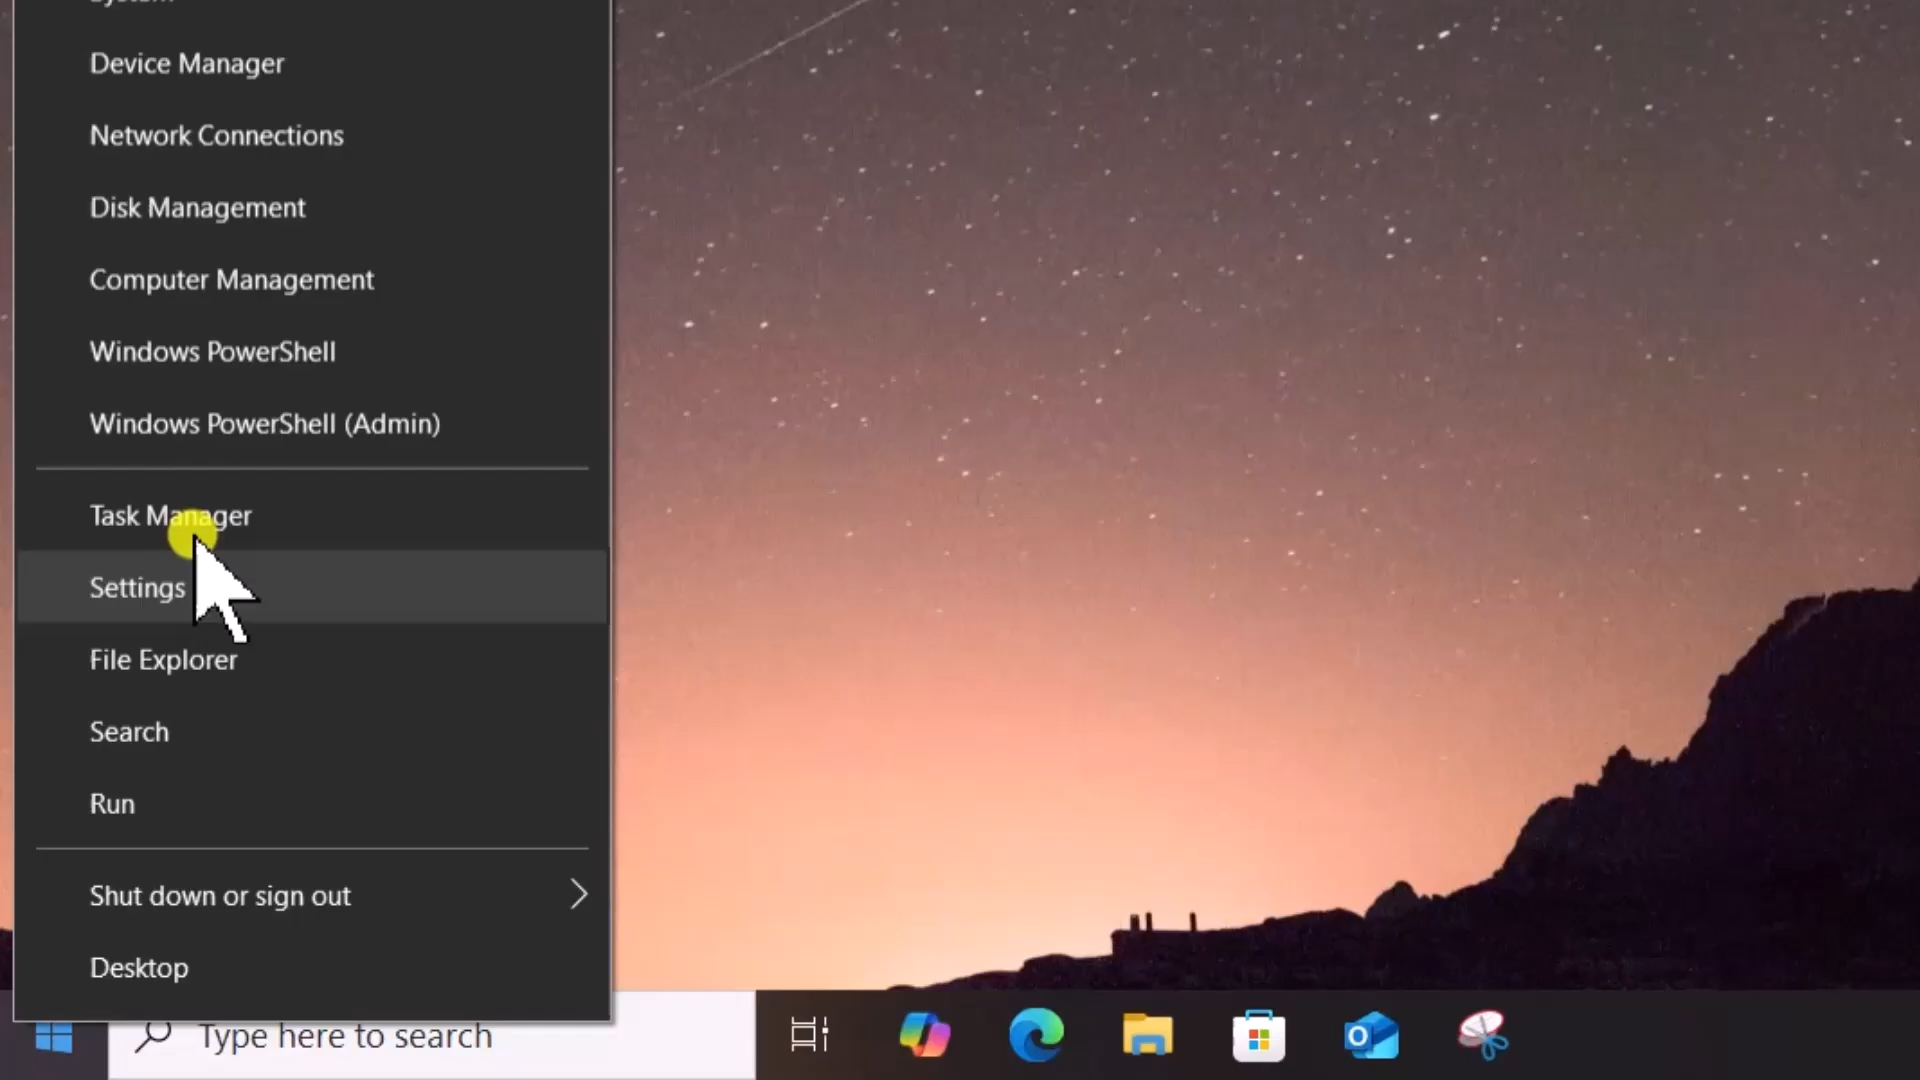 System
Device Manager
Network Connections
Disk Management
Computer Management
Windows PowerShell
Windows PowerShell (Admin)
Task Manager
Settings
File Explorer
Search
Run
Shut down or sign out
Desktop
Type here to search